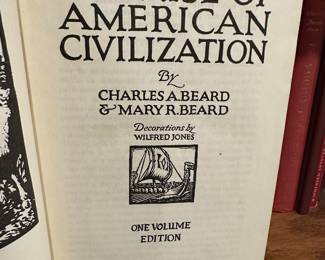 AMERICAN
CIVILIZATION
By
CHARLES A. BEARD
& MARY R. BEARD
Decorations by
WILFRED JONES
ONE VOLUME
EDITION